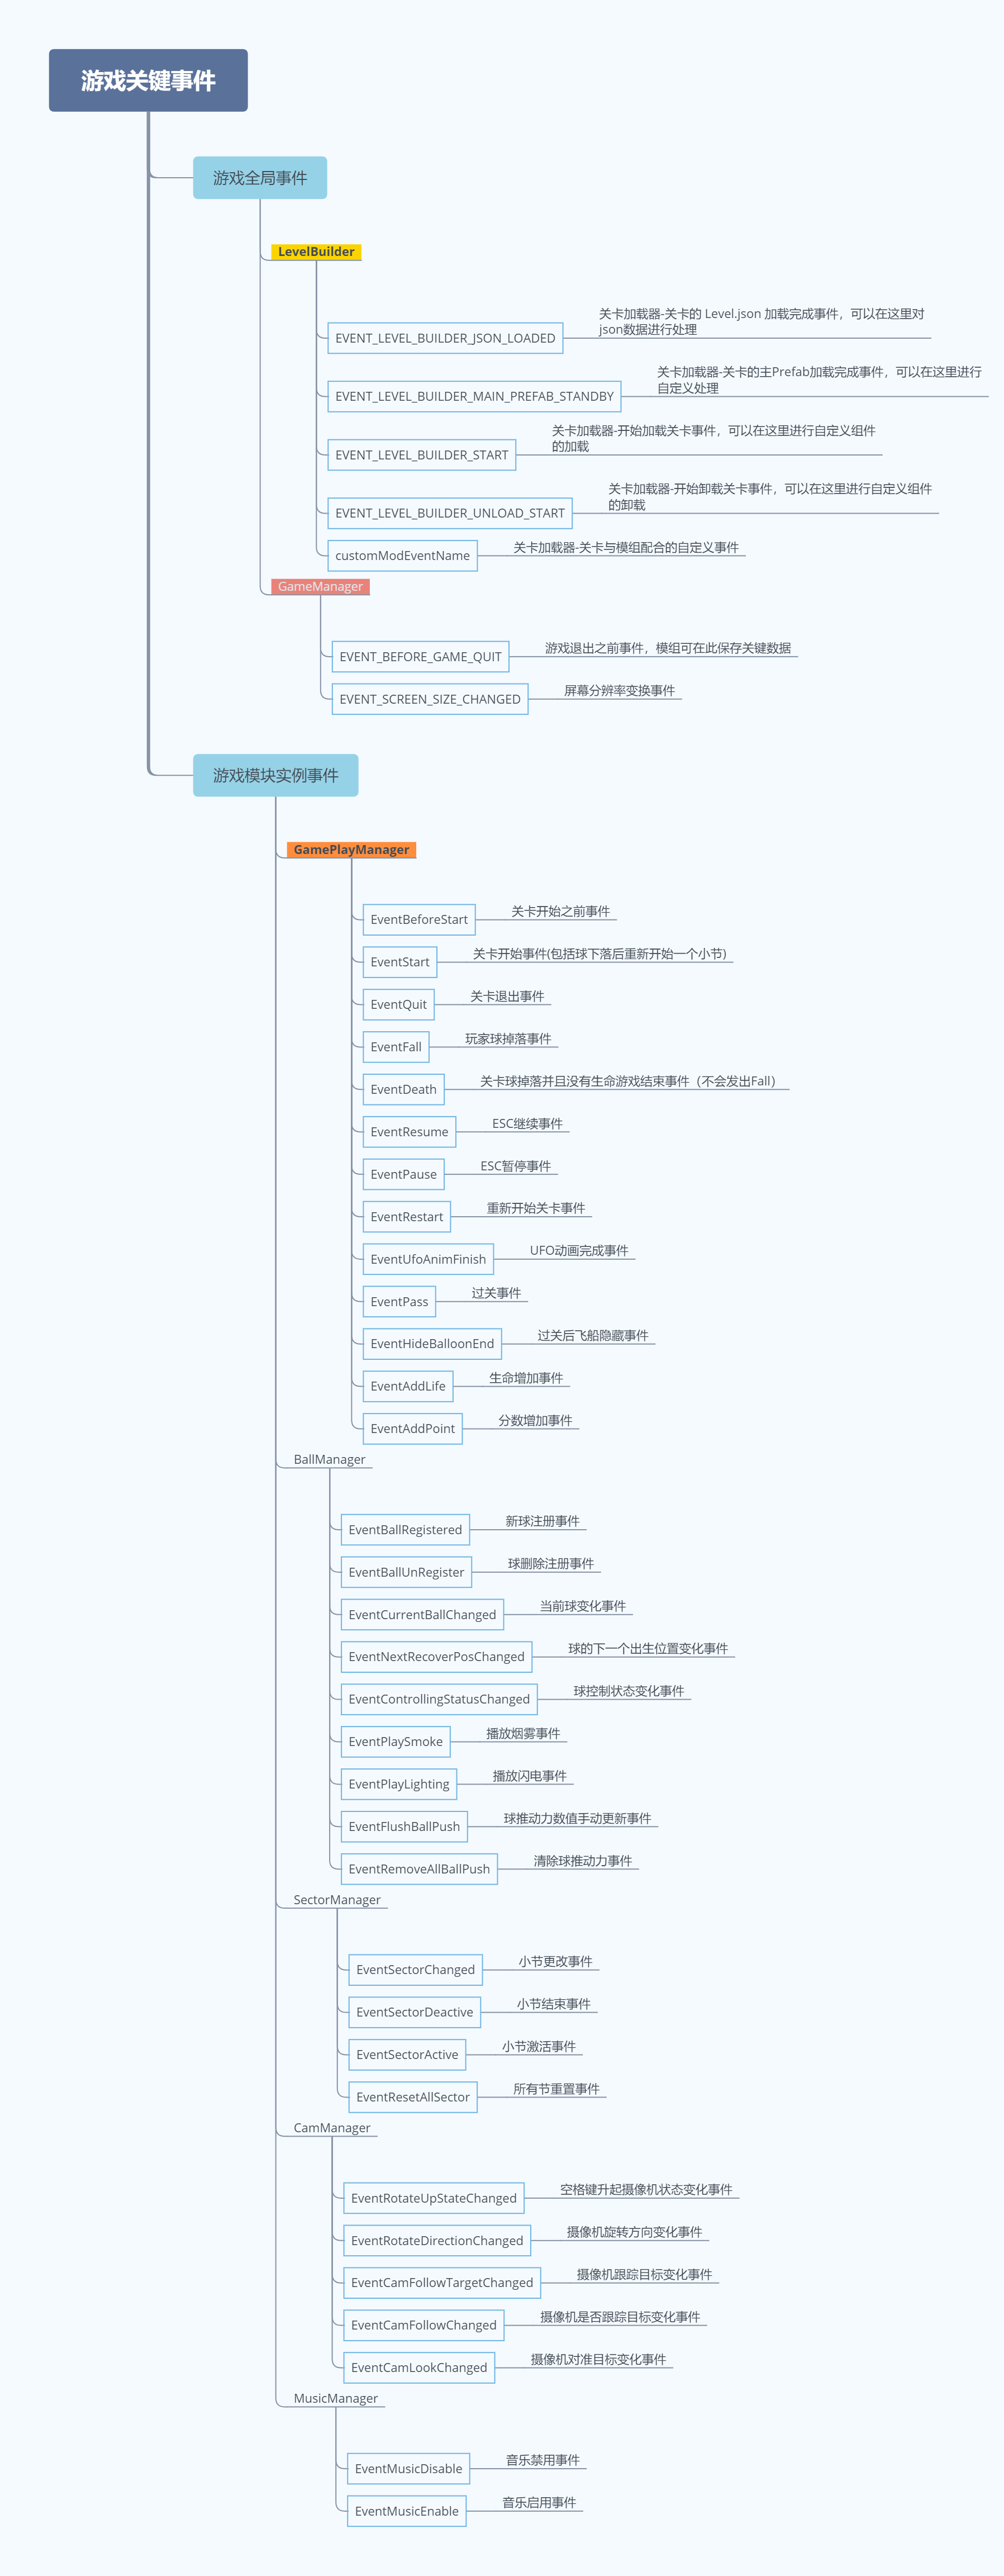 游戏关键事件
游戏全局事件
LevelBuilder
EVENT_LEVEL_BUILDER_JSON_LOADED
关卡加载器-关卡的 Level.json 加载完成事件，可以在这里对
json数据进行处理
EVENT_LEVEL_BUILDER_MAIN_PREFAB_STANDBY
关卡加载器-关卡的主Prefab加载完成事件，可以在这里进行
自定义处理
EVENT_LEVEL_BUILDER_START
关卡加载器-开始加载关卡事件，可以在这里进行自定义组件
的加载
EVENT_LEVEL_BUILDER_UNLOAD_START
关卡加载器-开始卸载关卡事件，可以在这里进行自定义组件
的卸载
customModEventName
关卡加载器-关卡与模组配合的自定义事件
GameManager
EVENT_BEFORE_GAME_QUIT
游戏退出之前事件，模组可在此保存关键数据
EVENT_SCREEN_SIZE_CHANGED
屏幕分辨率变换事件
游戏模块实例事件
GamePlayManager
EventBeforeStart
关卡开始之前事件
EventStart
关卡开始事件(包括球下落后重新开始一个小节)
EventQuit
关卡退出事件
EventFall
玩家球掉落事件
EventDeath
关卡球掉落并且没有生命游戏结束事件（不会发出Fall）
EventResume
ESC继续事件
EventPause
ESC暂停事件
EventRestart
重新开始关卡事件
EventUfoAnimFinish
UFO动画完成事件
EventPass
过关事件
EventHideBalloonEnd
过关后飞船隐藏事件
EventAddLife
生命增加事件
EventAddPoint
分数增加事件
BallManager
EventBallRegistered
新球注册事件
EventBallUnRegister
球删除注册事件
EventCurrentBallChanged
当前球变化事件
EventNextRecoverPosChanged
球的下一个出生位置变化事件
EventControllingStatusChanged
球控制状态变化事件
EventPlaySmoke
播放烟雾事件
EventPlayLighting
播放闪电事件
EventFlushBallPush
球推动力数值手动更新事件
EventRemoveAllBallPush
清除球推动力事件
SectorManager
EventSectorChanged
小节更改事件
EventSectorDeactive
小节结束事件
EventSectorActive
小节激活事件
EventResetAllSector
所有节重置事件
CamManager
EventRotateUpStateChanged
空格键升起摄像机状态变化事件
EventRotateDirectionChanged
摄像机旋转方向变化事件
EventCamFollowTargetChanged
摄像机跟踪目标变化事件
EventCamFollowChanged
摄像机是否跟踪目标变化事件
EventCamLookChanged
摄像机对准目标变化事件
MusicManager
EventMusicDisable
音乐禁用事件
EventMusicEnable
音乐启用事件